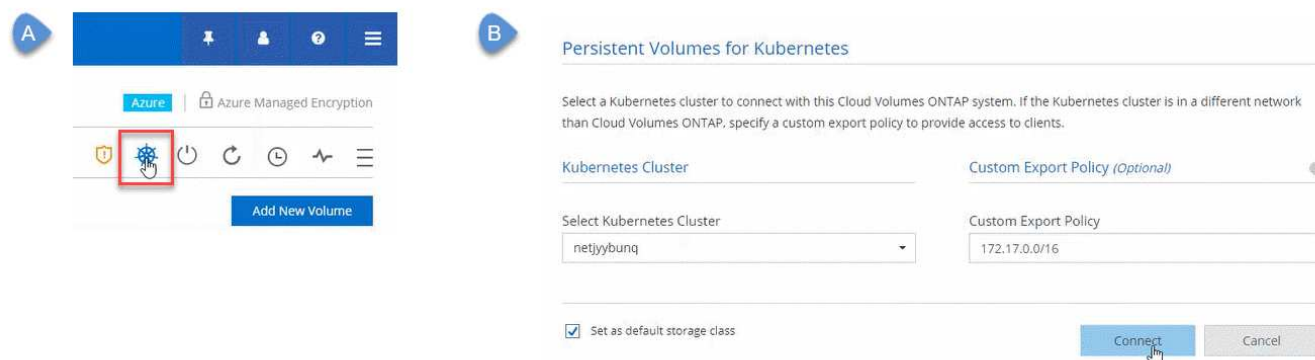 A
Azure
Azure Managed Encryption
Add New Volume
B
Persistent Volumes for Kubernetes
Select a Kubernetes cluster to connect with this Cloud Volumes ONTAP system. If the Kubernetes cluster is in a different network
than Cloud Volumes ONTAP, specify a custom export policy to provide access to clients.
Kubernetes Cluster
Custom Export Policy (Optional)
Select Kubernetes Cluster
Custom Export Policy
netjyybunq
172.17.0.0/16
Set as default storage class
Connect
Cancel